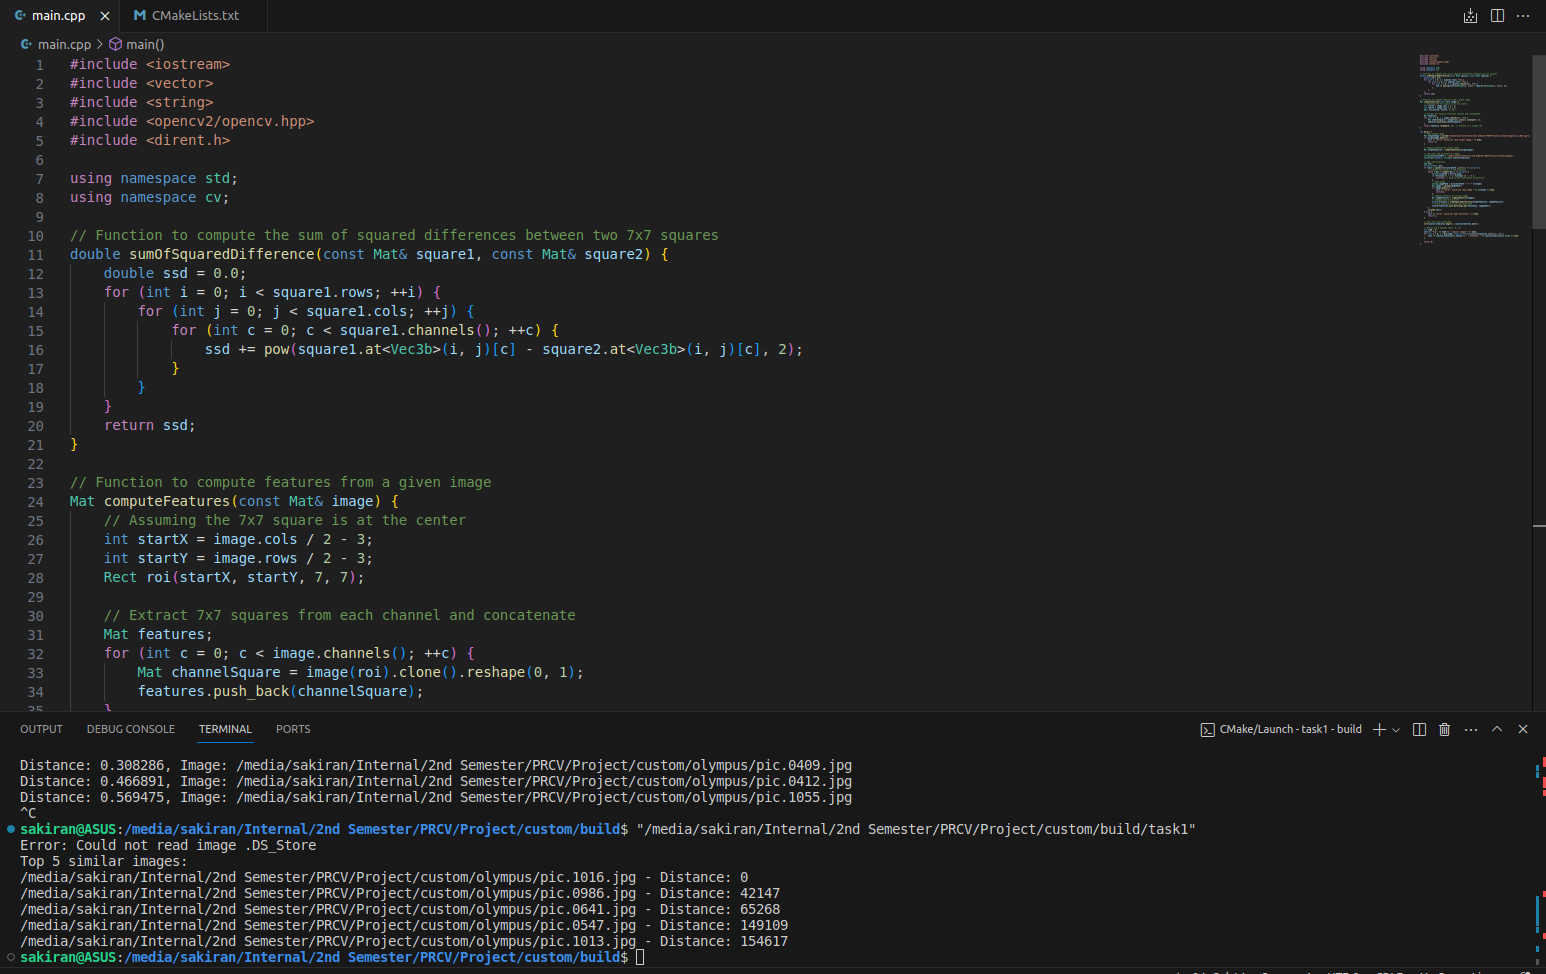 main.cpp
CMakeLists.txt
main.cpp > main()
1 #include <iostream>
2 #include <vector>
3 #include <string>
4 #include <opencv2/opencv.hpp>
5 #include <dirent.h>
6
7 using namespace std;
8 using namespace cv;
9
10 // Function to compute the sum of squared differences between two 7x7 squares
11 double sumOfSquaredDifference(const Mat& square1, const Mat& square2) {
12     double ssd = 0.0;
13     for (int i = 0; i < square1.rows; ++i) {
14         for (int j = 0; j < square1.cols; ++j) {
15             for (int c = 0; c < square1.channels(); ++c) {
16                 ssd += pow(square1.at<Vec3b>(i, j)[c] - square2.at<Vec3b>(i, j)[c], 2);
17             }
18         }
19     }
20     return ssd;
21 }
22
23 // Function to compute features from a given image
24 Mat computeFeatures(const Mat& image) {
25     // Assuming the 7x7 square is at the center
26     int startX = image.cols / 2 - 3;
27     int startY = image.rows / 2 - 3;
28     Rect roi(startX, startY, 7, 7);
29
30     // Extract 7x7 squares from each channel and concatenate
31     Mat features;
32     for (int c = 0; c < image.channels(); ++c) {
33         Mat channelSquare = image(roi).clone().reshape(0, 1);
34         features.push_back(channelSquare);
35     }
OUTPUT DEBUG CONSOLE TERMINAL PORTS CMake/Launch - task1 - build
Distance: 0.308286, Image: /media/sakiran/Internal/2nd Semester/PRCV/Project/custom/olympus/pic.0409.jpg
Distance: 0.466891, Image: /media/sakiran/Internal/2nd Semester/PRCV/Project/custom/olympus/pic.0412.jpg
Distance: 0.569475, Image: /media/sakiran/Internal/2nd Semester/PRCV/Project/custom/olympus/pic.1055.jpg
^C
sakiran@ASUS:/media/sakiran/Internal/2nd Semester/PRCV/Project/custom/build$ "/media/sakiran/Internal/2nd Semester/PRCV/Project/custom/build/task1"
Error: Could not read image .DS_Store
Top 5 similar images:
/media/sakiran/Internal/2nd Semester/PRCV/Project/custom/olympus/pic.1016.jpg - Distance: 0
/media/sakiran/Internal/2nd Semester/PRCV/Project/custom/olympus/pic.0986.jpg - Distance: 42147
/media/sakiran/Internal/2nd Semester/PRCV/Project/custom/olympus/pic.0641.jpg - Distance: 65268
/media/sakiran/Internal/2nd Semester/PRCV/Project/custom/olympus/pic.0547.jpg - Distance: 149109
/media/sakiran/Internal/2nd Semester/PRCV/Project/custom/olympus/pic.1013.jpg - Distance: 154617
sakiran@ASUS:/media/sakiran/Internal/2nd Semester/PRCV/Project/custom/build$